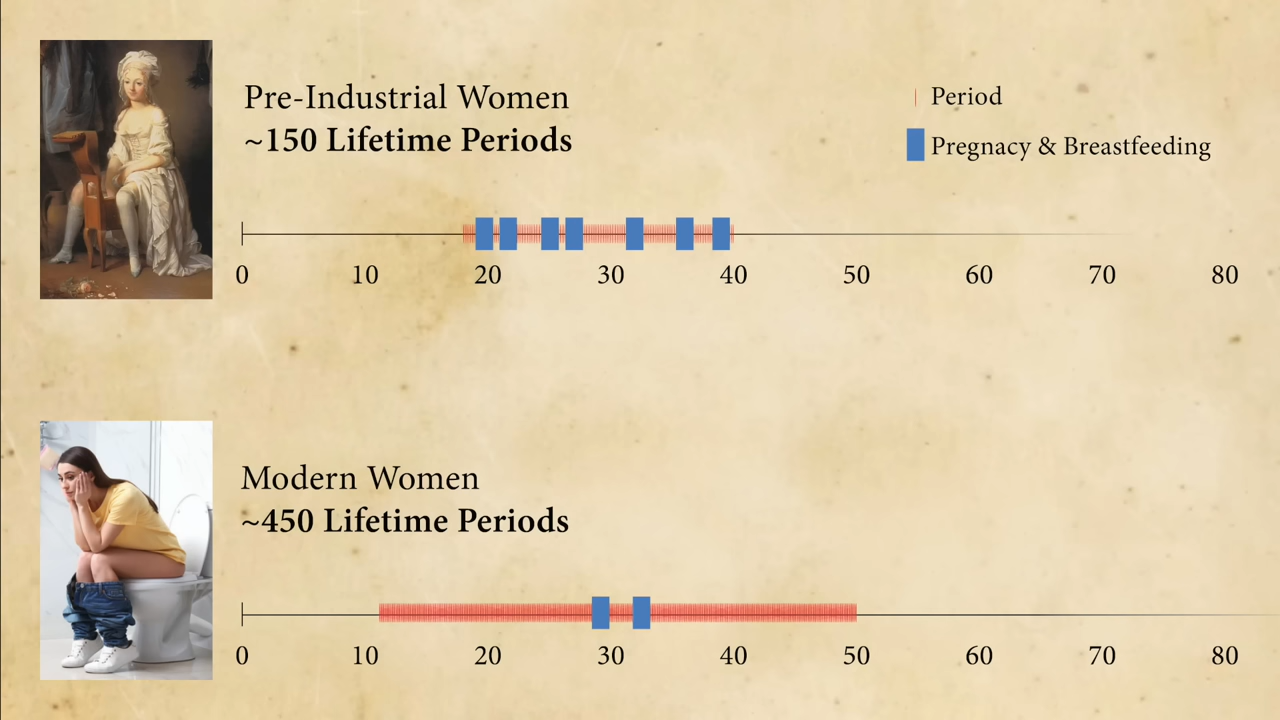 Pre-Industrial Women
~150 Lifetime Periods
Period
Pregnacy & Breastfeeding
0 10 20 30 40 50 60 70 80
Modern Women
~450 Lifetime Periods
0 10 20 30 40 50 60 70 80